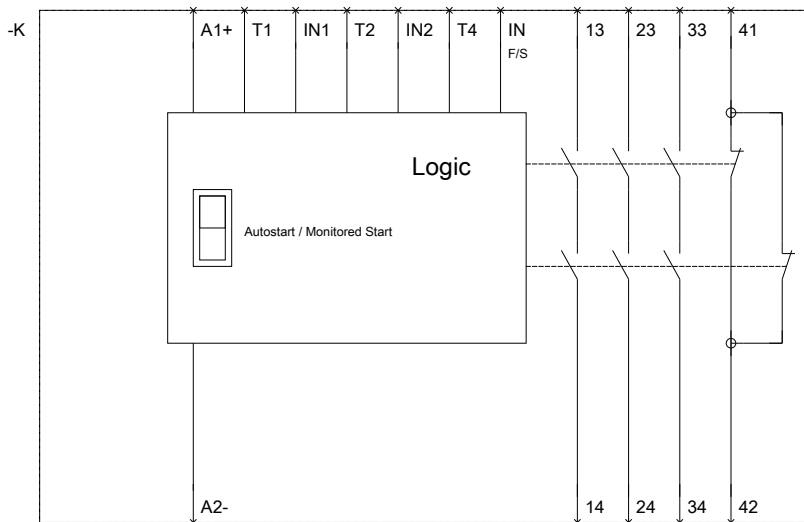 -K A1+ T1 IN1 T2 IN2 T4 IN 13 23 33 41
F/S
Logic
Autostart / Monitored Start
A2- 14 24 34 42